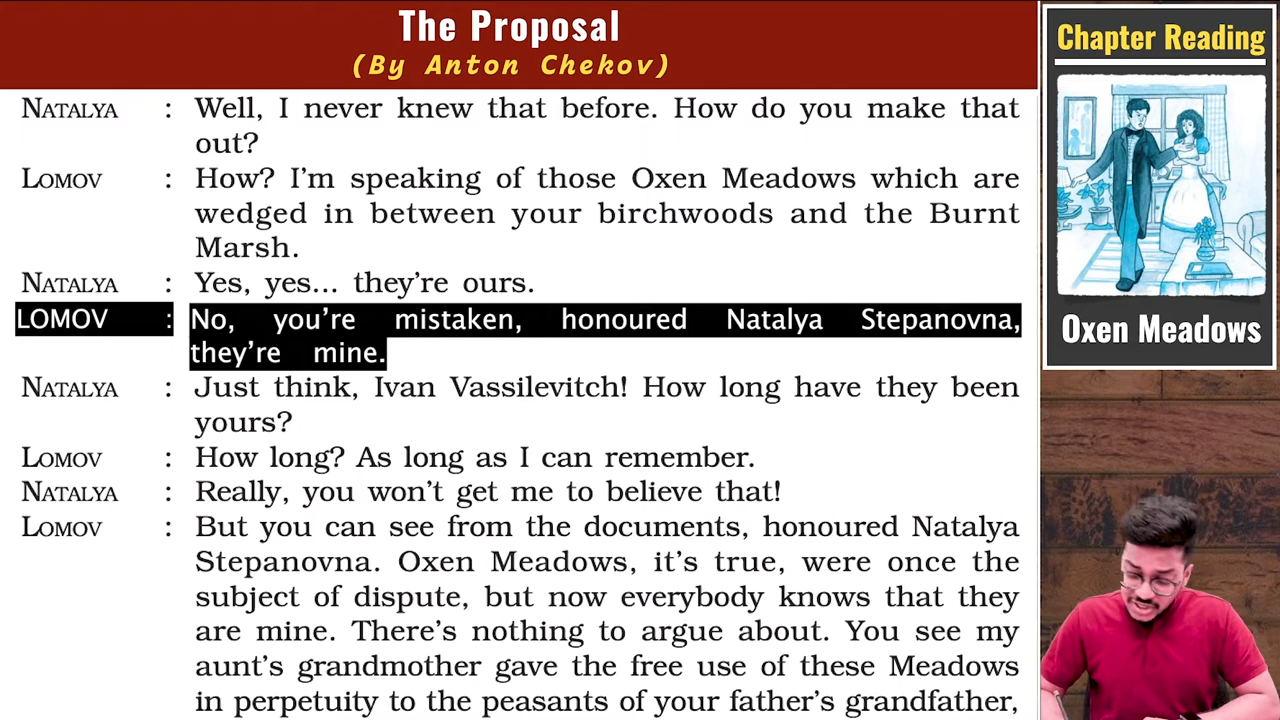 The Proposal
(By Anton Chekov)
NATALYA : Well, I never knew that before. How do you make that
out?
LOMOV : How? I'm speaking of those Oxen Meadows which are
wedged in between your birchwoods and the Burnt
Marsh.
NATALYA : Yes, yes... they're ours.
LOMOV : No, you're mistaken, honoured Natalya Stepanovna,
they're mine.
NATALYA : Just think, Ivan Vassilevitch! How long have they been
yours?
LOMOV : How long? As long as I can remember.
NATALYA : Really, you won't get me to believe that!
LOMOV : But you can see from the documents, honoured Natalya
Stepanovna. Oxen Meadows, it's true, were once the
subject of dispute, but now everybody knows that they
are mine. There's nothing to argue about. You see my
aunt's grandmother gave the free use of these Meadows
in perpetuity to the peasants of your father's grandfather,
Chapter Reading
Oxen Meadows